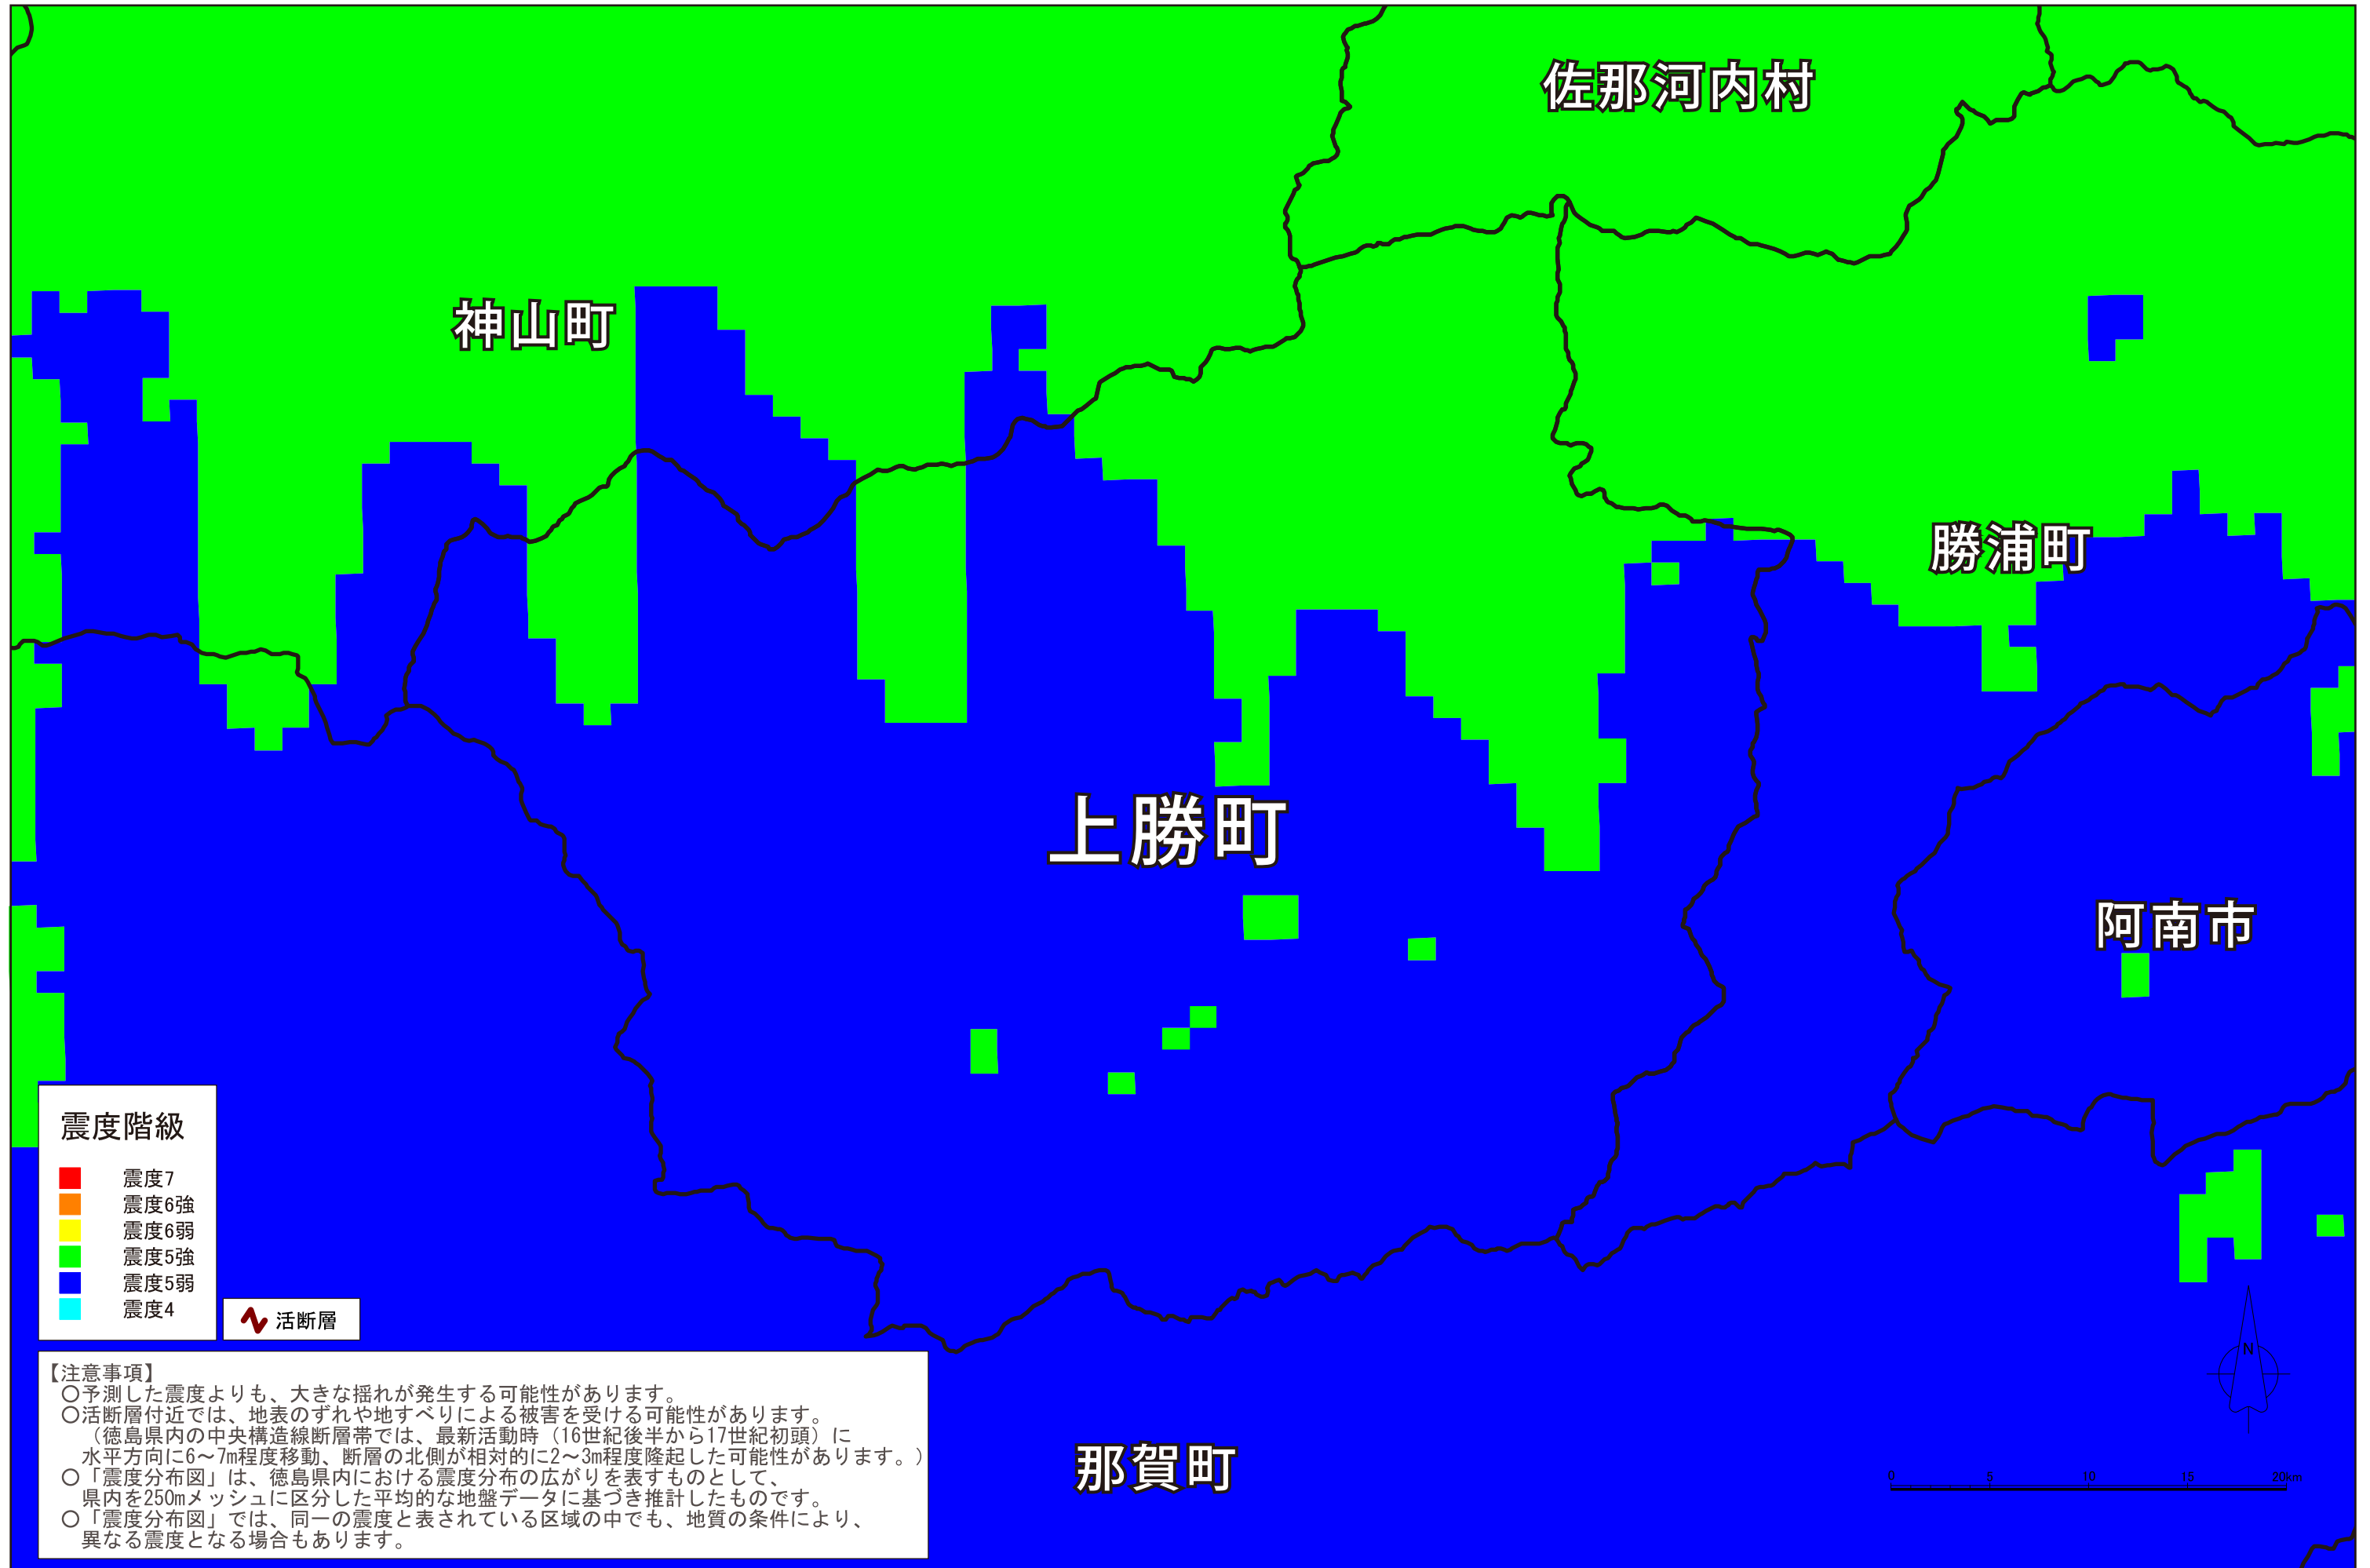 佐那河内村
神山町
勝浦町
上勝町
阿南市
那賀町
震度階級
震度7
震度6強
震度6弱
震度5強
震度5弱
震度4
活断層
【注意事項】
○予測した震度よりも、大きな揺れが発生する可能性があります。
○活断層付近では、地表のずれや地すべりによる被害を受ける可能性があります。
（徳島県内の中央構造線断層帯では、最新活動時（16世紀後半から17世紀初頭）に
水平方向に6～7m程度移動、断層の北側が相対的に2～3m程度隆起した可能性があります。）
○「震度分布図」は、徳島県内における震度分布の広がりを表すものとして、
県内を250mメッシュに区分した平均的な地盤データに基づき推計したものです。
○「震度分布図」では、同一の震度と表されている区域の中でも、地質の条件により、
異なる震度となる場合もあります。
N
0 5 10 15 20km